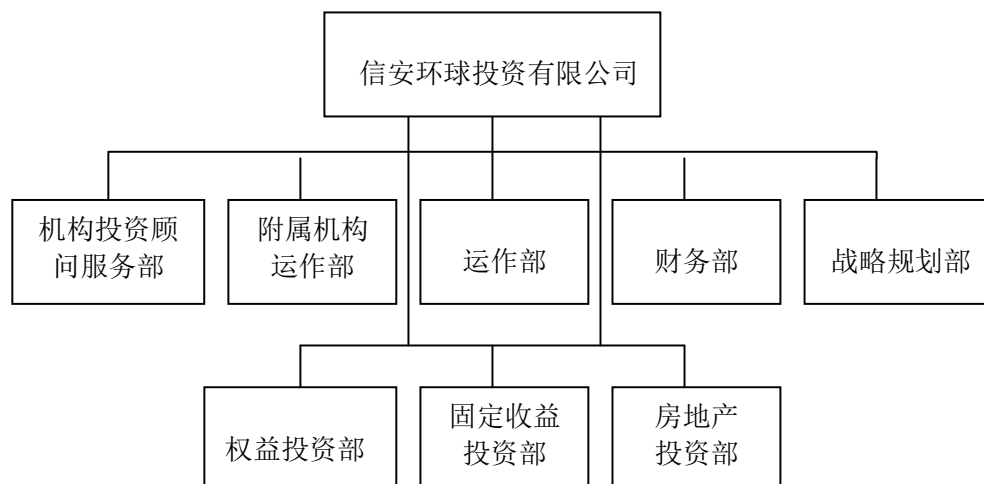 信安环球投资有限公司
机构投资顾
问服务部
附属机构
运作部
运作部
财务部
战略规划部
权益投资部
固定收益
投资部
房地产
投资部